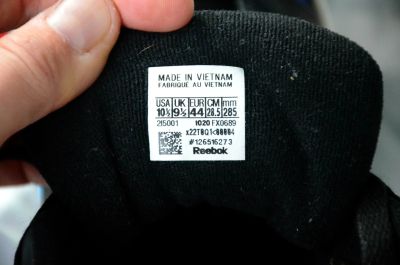 MADE IN VIETNAM
FABRIQUE AU VIETNAM
USA UK EUR CM mm
10½ 9½ 44 28.5 285
215001 1020 FX0689
#126516273
Reebok